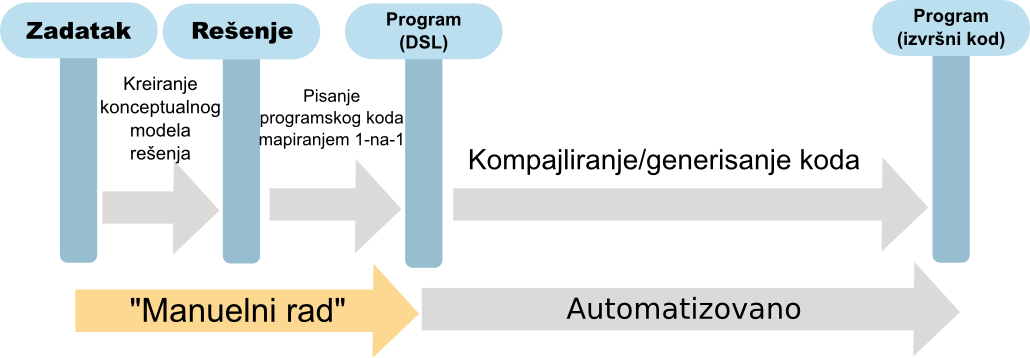 Zadatak
Rešenje
Program
(DSL)
Program
(izvršni kod)
Kreiranje
konceptualnog
modela
rešenja
Pisanje
programskog koda
mapiranjem 1-na-1
Kompajliranje/generisanje koda
"Manuelni rad"
Automatizovano